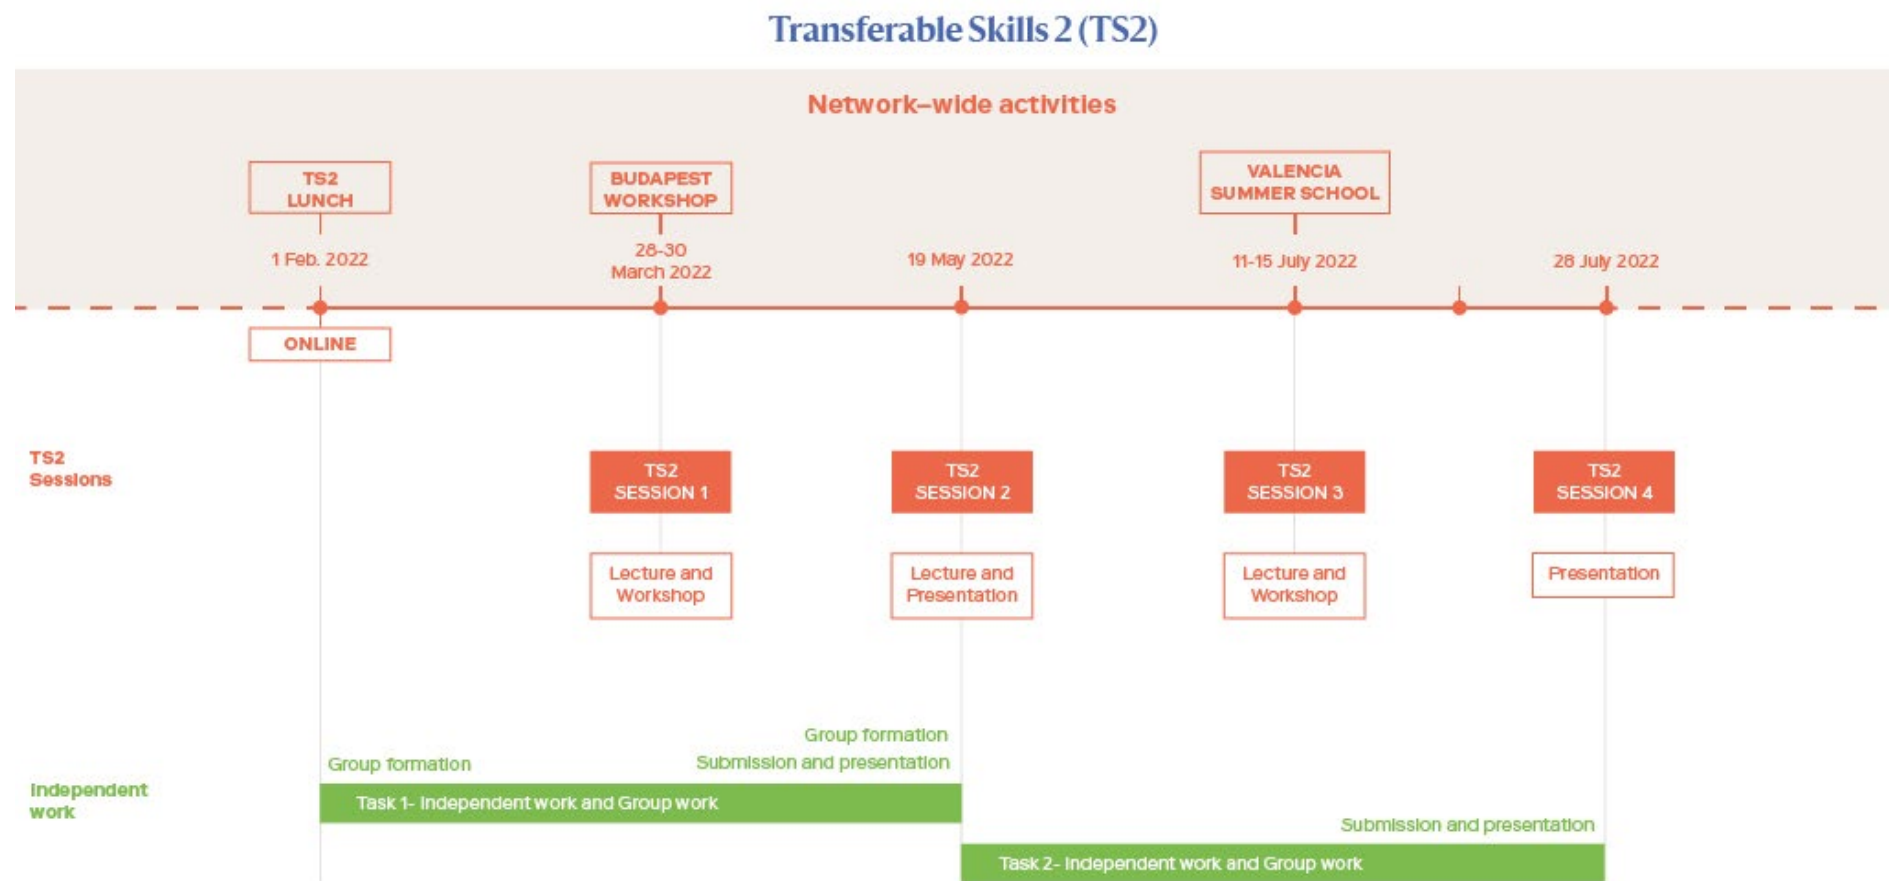 Transferable Skills 2 (TS2)
Network–wide activities
TS2
LUNCH
BUDAPEST
WORKSHOP
VALENCIA
SUMMER SCHOOL
1 Feb. 2022
28-30
March 2022
19 May 2022
11-15 July 2022
28 July 2022
ONLINE
TS2
Sessions
TS2
SESSION 1
TS2
SESSION 2
TS2
SESSION 3
TS2
SESSION 4
Lecture and
Workshop
Lecture and
Presentation
Lecture and
Workshop
Presentation
Group formation
Group formation
Submission and presentation
Independent
work
Task 1- Independent work and Group work
Submission and presentation
Task 2- Independent work and Group work